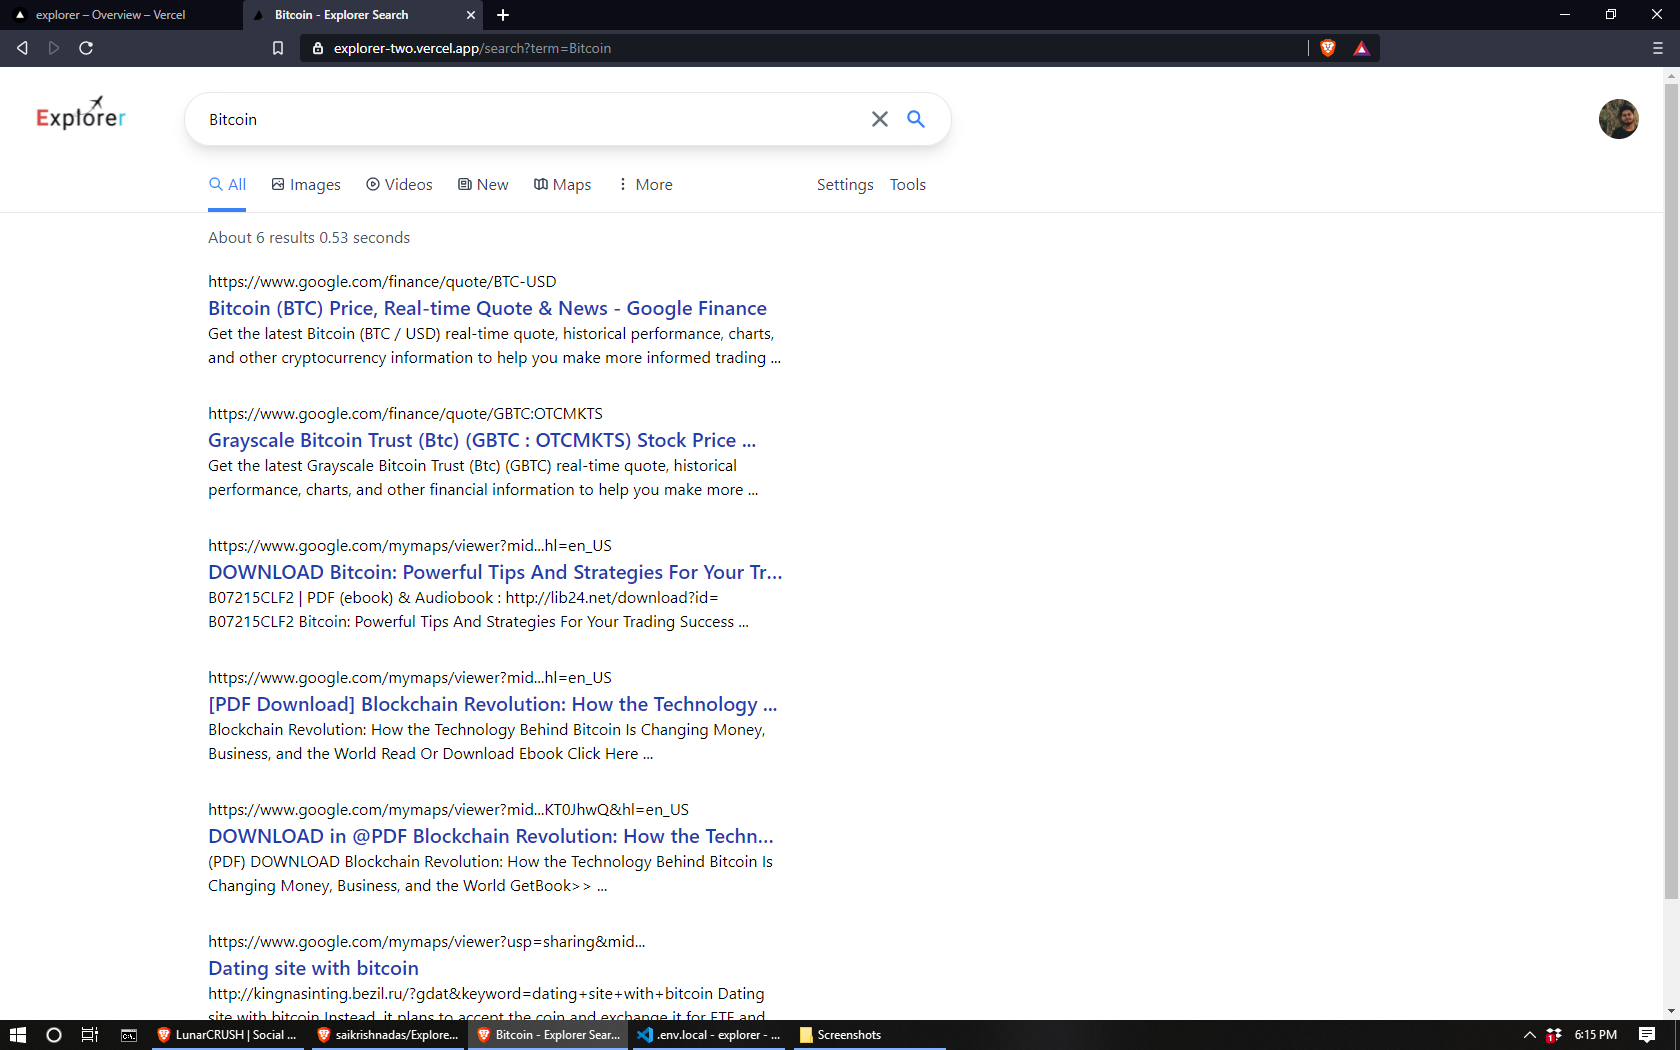 explorer – Overview – Vercel
Bitcoin - Explorer Search
explorer-two.vercel.app/search?term=Bitcoin
Explorer
Bitcoin
All
Images
Videos
New
Maps
More
Settings
Tools
About 6 results 0.53 seconds
https://www.google.com/finance/quote/BTC-USD
Bitcoin (BTC) Price, Real-time Quote & News - Google Finance
Get the latest Bitcoin (BTC / USD) real-time quote, historical performance, charts,
and other cryptocurrency information to help you make more informed trading ...
https://www.google.com/finance/quote/GBTC:OTCMKTS
Grayscale Bitcoin Trust (Btc) (GBTC : OTCMKTS) Stock Price ...
Get the latest Grayscale Bitcoin Trust (Btc) (GBTC) real-time quote, historical
performance, charts, and other financial information to help you make more ...
https://www.google.com/mymaps/viewer?mid...hl=en_US
DOWNLOAD Bitcoin: Powerful Tips And Strategies For Your Tr...
B07215CLF2 | PDF (ebook) & Audiobook : http://lib24.net/download?id=
B07215CLF2 Bitcoin: Powerful Tips And Strategies For Your Trading Success ...
https://www.google.com/mymaps/viewer?mid...hl=en_US
[PDF Download] Blockchain Revolution: How the Technology ...
Blockchain Revolution: How the Technology Behind Bitcoin Is Changing Money,
Business, and the World Read Or Download Ebook Click Here ...
https://www.google.com/mymaps/viewer?mid...KT0JhwQ&hl=en_US
DOWNLOAD in @PDF Blockchain Revolution: How the Techn...
(PDF) DOWNLOAD Blockchain Revolution: How the Technology Behind Bitcoin Is
Changing Money, Business, and the World GetBook>> ...
https://www.google.com/mymaps/viewer?usp=sharing&mid...
Dating site with bitcoin
http://kingnasinting.bezil.ru/?gdat&keyword=dating+site+with+bitcoin Dating
site with bitcoin Instead, it plans to accept the coin and exchange it for ETF and
LunarCRUSH | Social ...
saikrishnadas/Explore...
Bitcoin - Explorer Sear...
.env.local - explorer - ...
Screenshots
1
6:15 PM